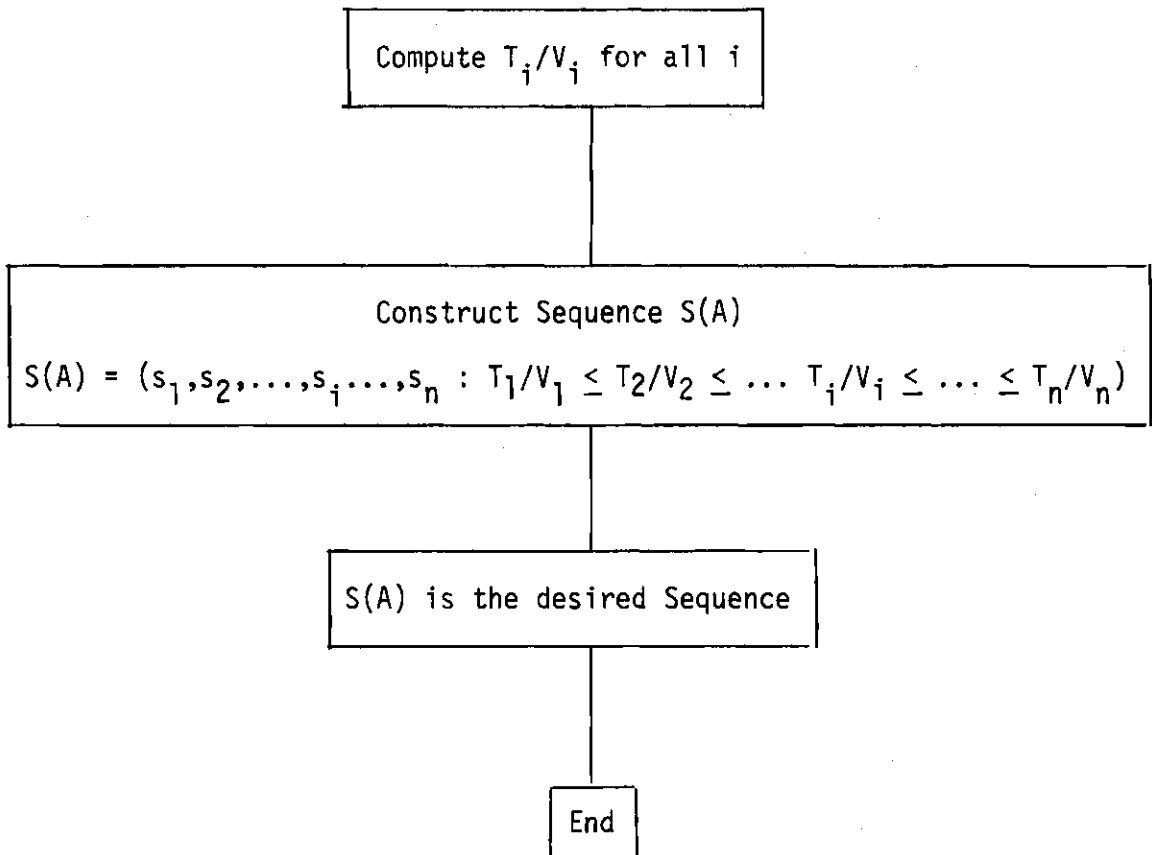 Compute T_i/V_i for all i
Construct Sequence S(A)
S(A) = (s_1,s_2,...,s_i...,s_n : T_1/V_1 ≤ T_2/V_2 ≤ ... T_i/V_i ≤ ... ≤ T_n/V_n)
S(A) is the desired Sequence
End